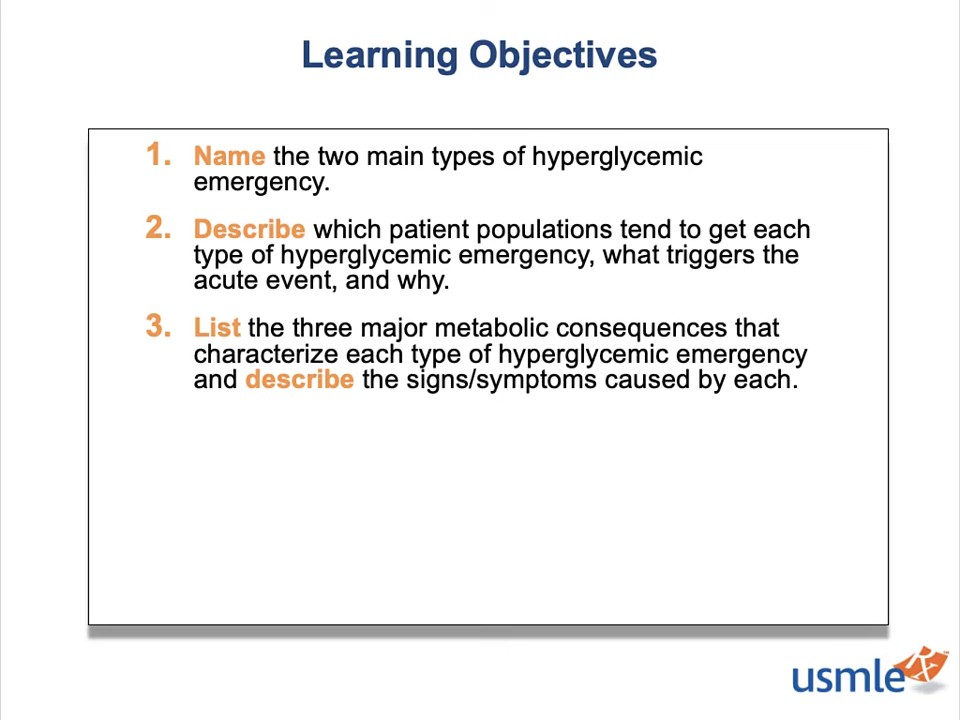 Learning Objectives
1. Name the two main types of hyperglycemic
emergency.
2. Describe which patient populations tend to get each
type of hyperglycemic emergency, what triggers the
acute event, and why.
3. List the three major metabolic consequences that
characterize each type of hyperglycemic emergency
and describe the signs/symptoms caused by each.
usmle Rx ™